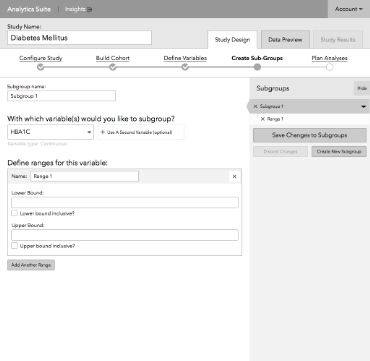 Analytics Suite Insights Account
Study Name:
Diabetes Mellitus
Study Design Data Preview Study Results
Configure Study Build Cohort Define Variables Create Sub-Groups Plan Analyses
Subgroup name:
Subgroup 1
With which variable(s) would you like to subgroup?
HBA1C + Use A Second Variable (optional)
Variable type: Continuous
Define ranges for this variable:
Name: Range 1 ×
Lower Bound:
Lower bound inclusive?
Upper Bound:
Upper bound inclusive?
Add Another Range
Subgroups Hide
× Subgroup 1
× Range 1
Save Changes to Subgroups
Discard Changes Create New Subgroup